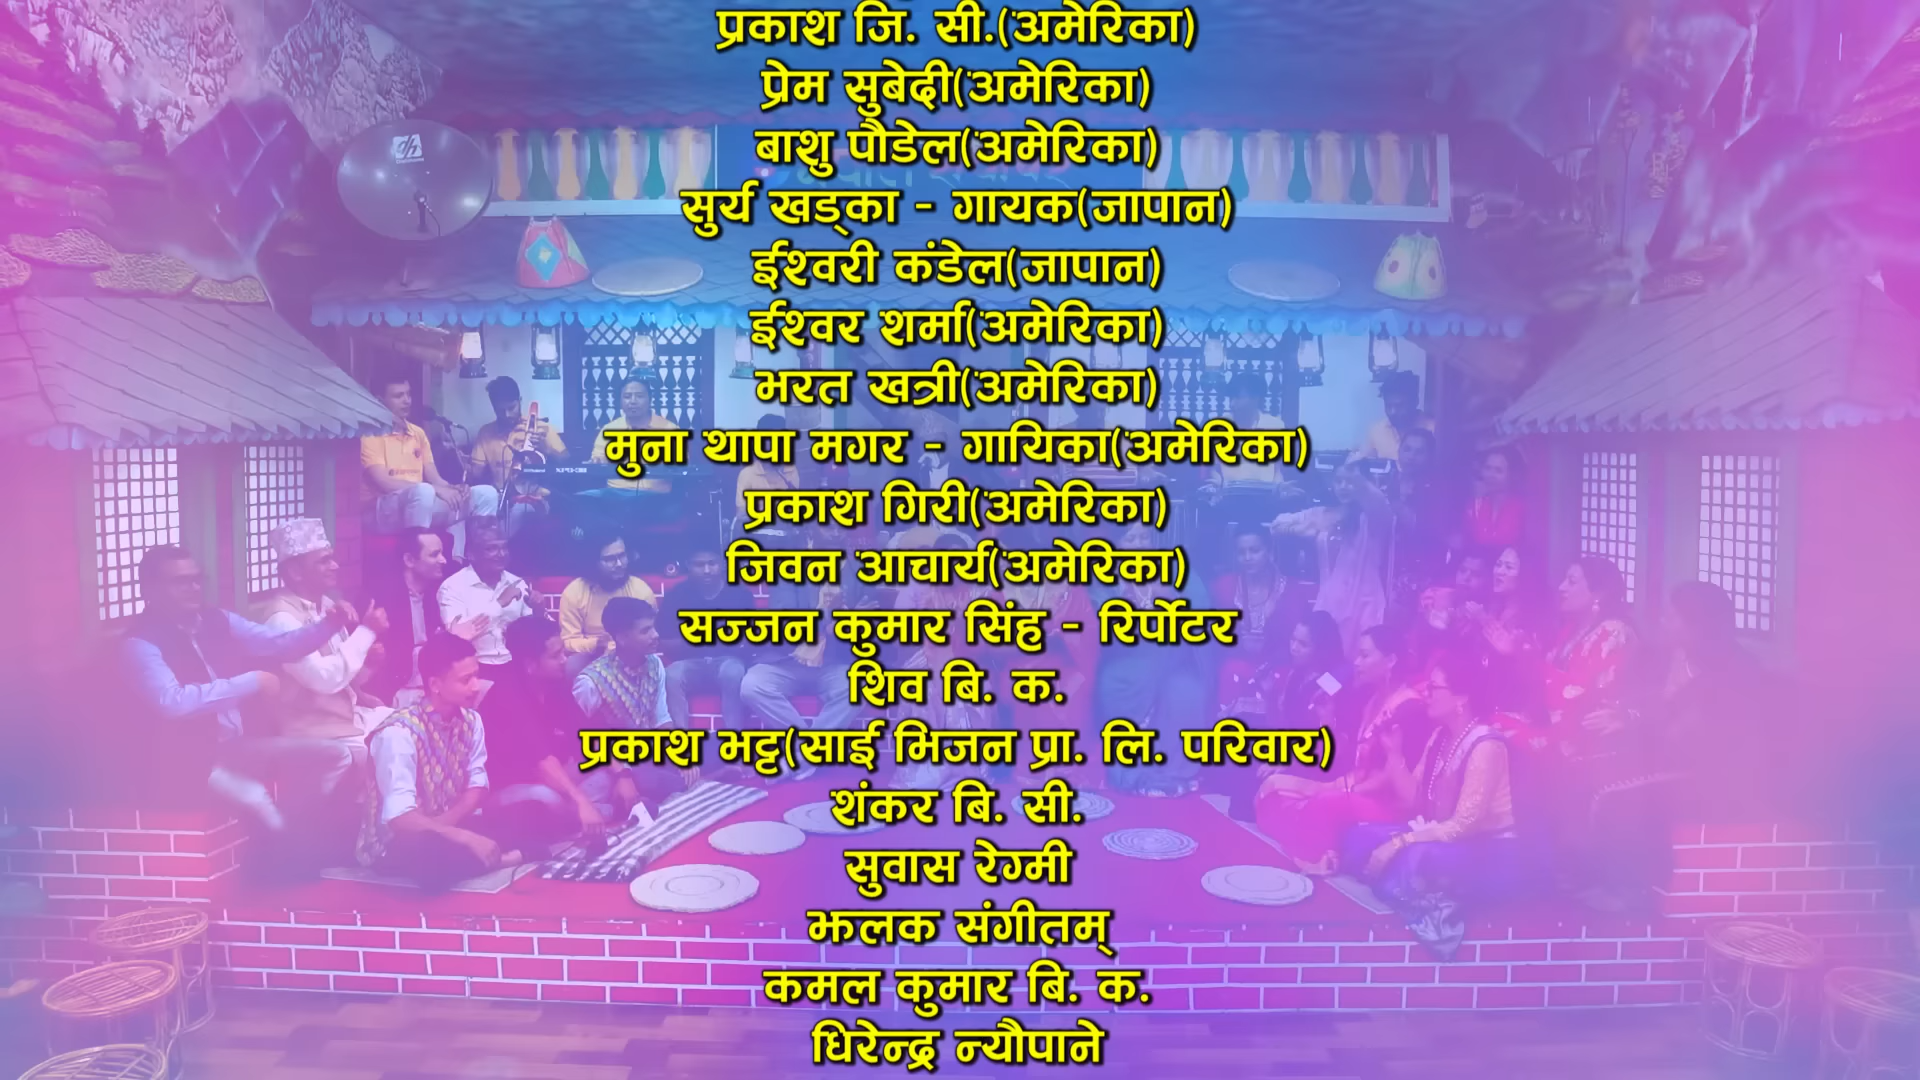 प्रकाश जि. सी.(अमेरिका)
प्रेम सुबेदी(अमेरिका)
बाशु पौडेल(अमेरिका)
सुर्य खड्का - गायक(जापान)
ईश्वरी कंडेल(जापान)
ईश्वर शर्मा(अमेरिका)
भरत खत्री(अमेरिका)
मुना थापा मगर - गायिका(अमेरिका)
प्रकाश गिरी(अमेरिका)
जिवन आचार्य(अमेरिका)
सज्जन कुमार सिंह - रिर्पोटर
शिव बि. क.
प्रकाश भट्ट(साई भिजन प्रा. लि. परिवार)
शंकर बि. सी.
सुवास रेग्मी
झलक संगीतम्
कमल कुमार बि. क.
धिरेन्द्र न्यौपाने